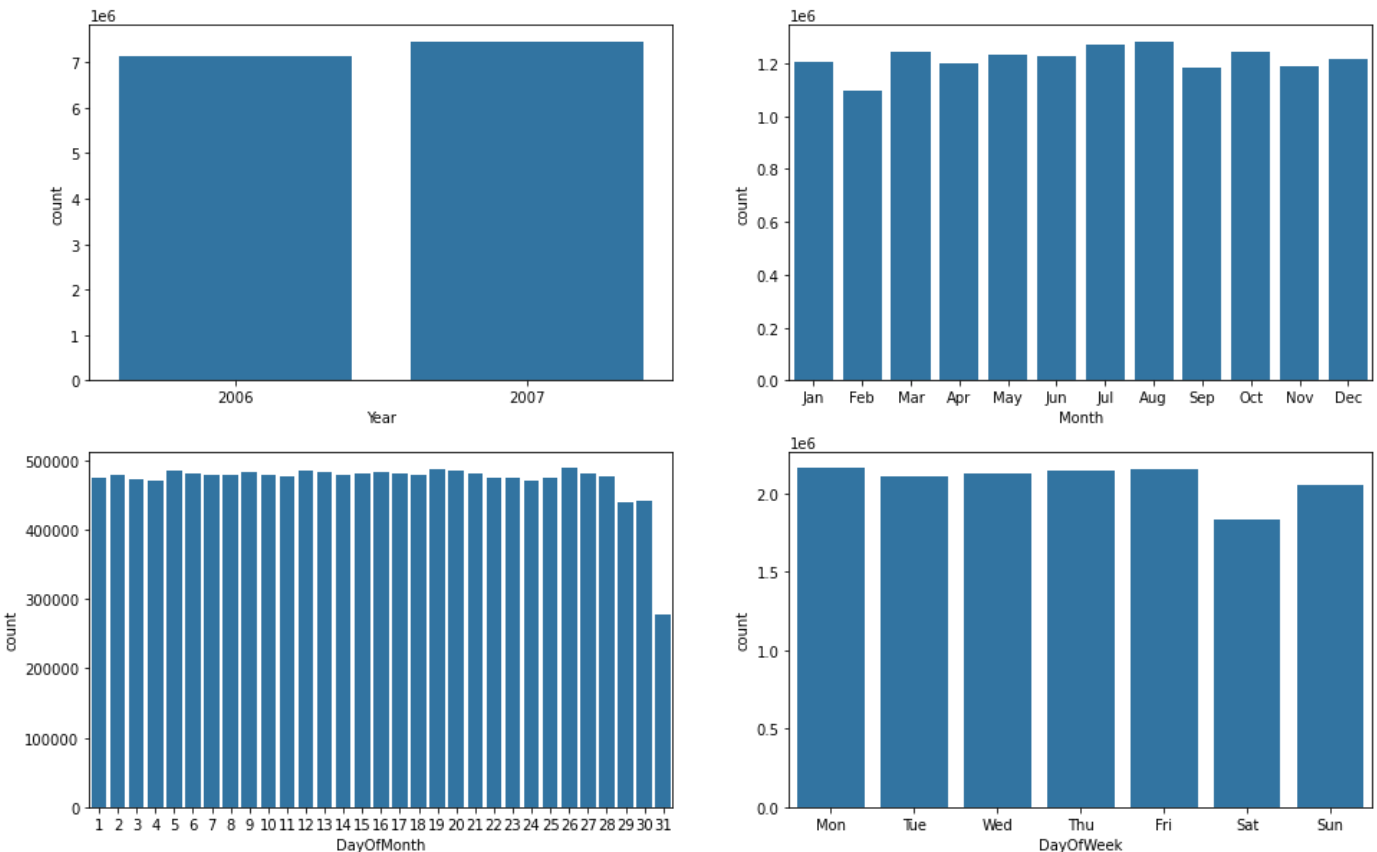 1e6
7
6
5
4
3
2
1
0
count
2006 2007
Year
1e6
1.2
1.0
0.8
0.6
0.4
0.2
0.0
count
Jan Feb Mar Apr May Jun Jul Aug Sep Oct Nov Dec
Month
500000
400000
300000
200000
100000
0
count
1 2 3 4 5 6 7 8 9 10 11 12 13 14 15 16 17 18 19 20 21 22 23 24 25 26 27 28 29 30 31
DayOfMonth
1e6
2.0
1.5
1.0
0.5
0.0
count
Mon Tue Wed Thu Fri Sat Sun
DayOfWeek